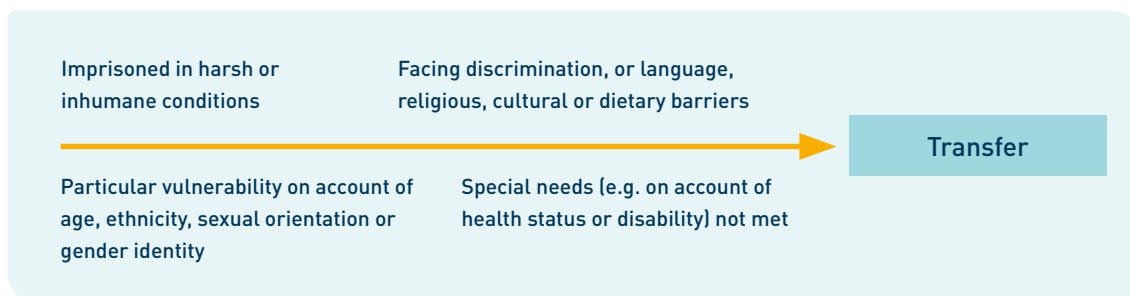 Imprisoned in harsh or
inhumane conditions
Facing discrimination, or language,
religious, cultural or dietary barriers
Transfer
Particular vulnerability on account of
age, ethnicity, sexual orientation or
gender identity
Special needs (e.g. on account of
health status or disability) not met